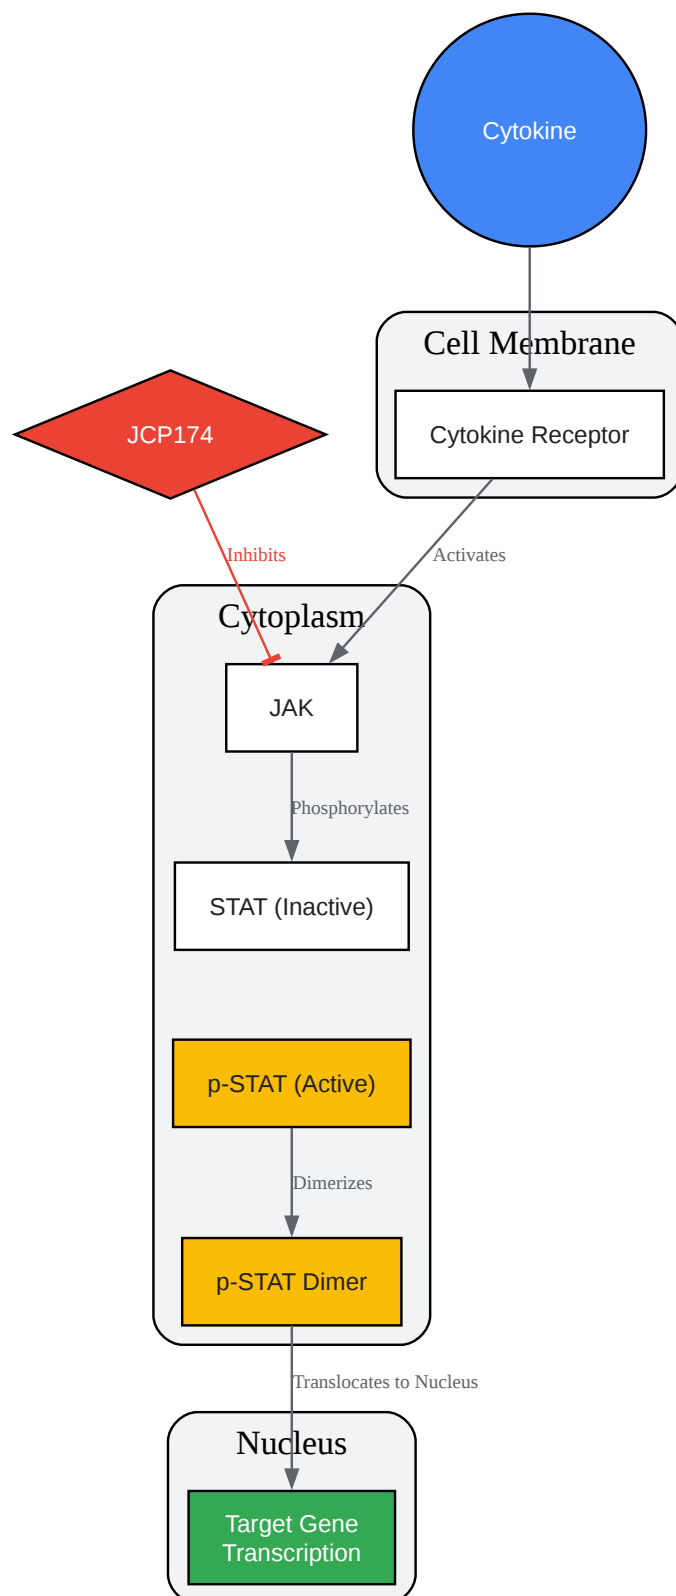 Cytokine
Cell Membrane
Cytokine Receptor
JCP174
Inhibits
Activates
Cytoplasm
JAK
Phosphorylates
STAT (Inactive)
p-STAT (Active)
Dimerizes
p-STAT Dimer
Translocates to Nucleus
Nucleus
Target Gene
Transcription